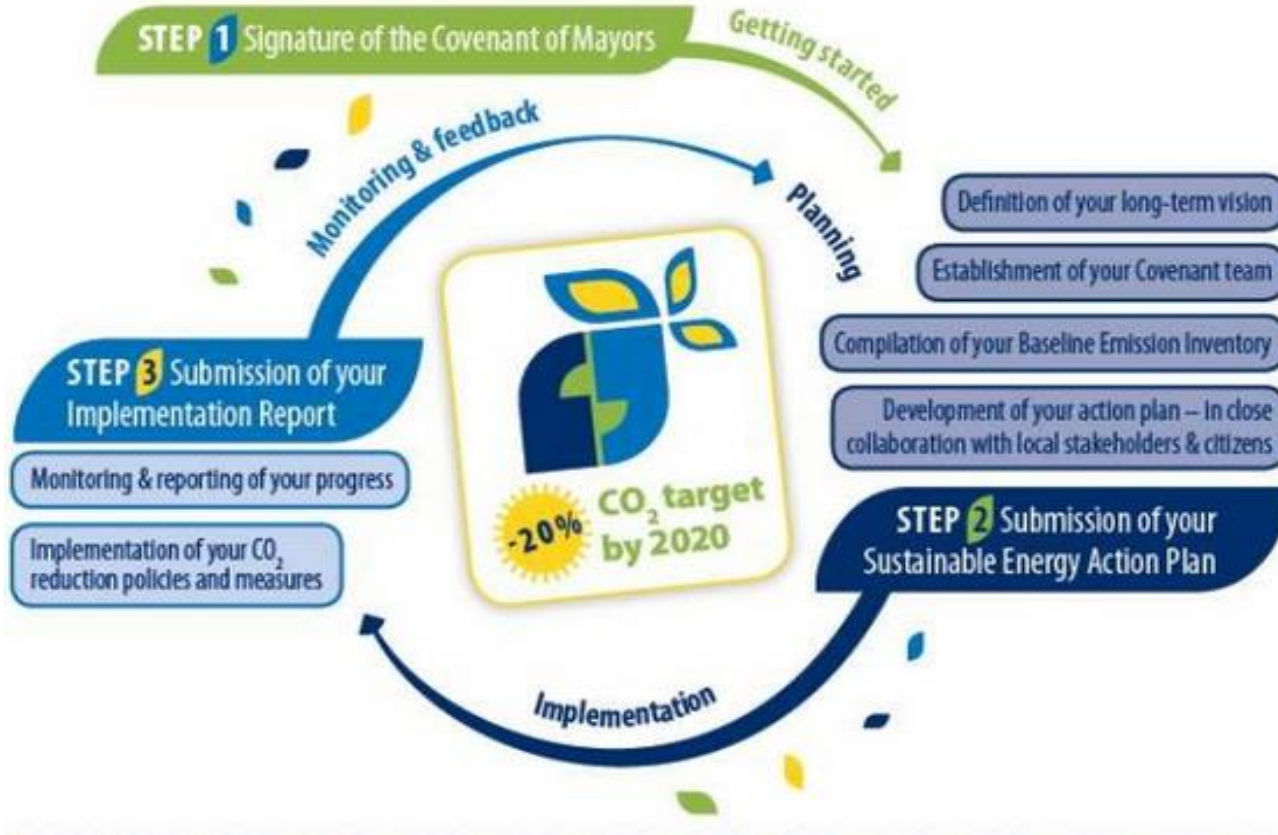 STEP 1 Signature of the Covenant of Mayors
Getting started
Monitoring & feedback
Planning
Definition of your long-term vision
Establishment of your Covenant team
Compilation of your Baseline Emission Inventory
Development of your action plan – in close
collaboration with local stakeholders & citizens
STEP 2 Submission of your
Sustainable Energy Action Plan
Implementation
STEP 3 Submission of your
Implementation Report
Monitoring & reporting of your progress
Implementation of your CO₂
reduction policies and measures
-20% CO₂ target
by 2020